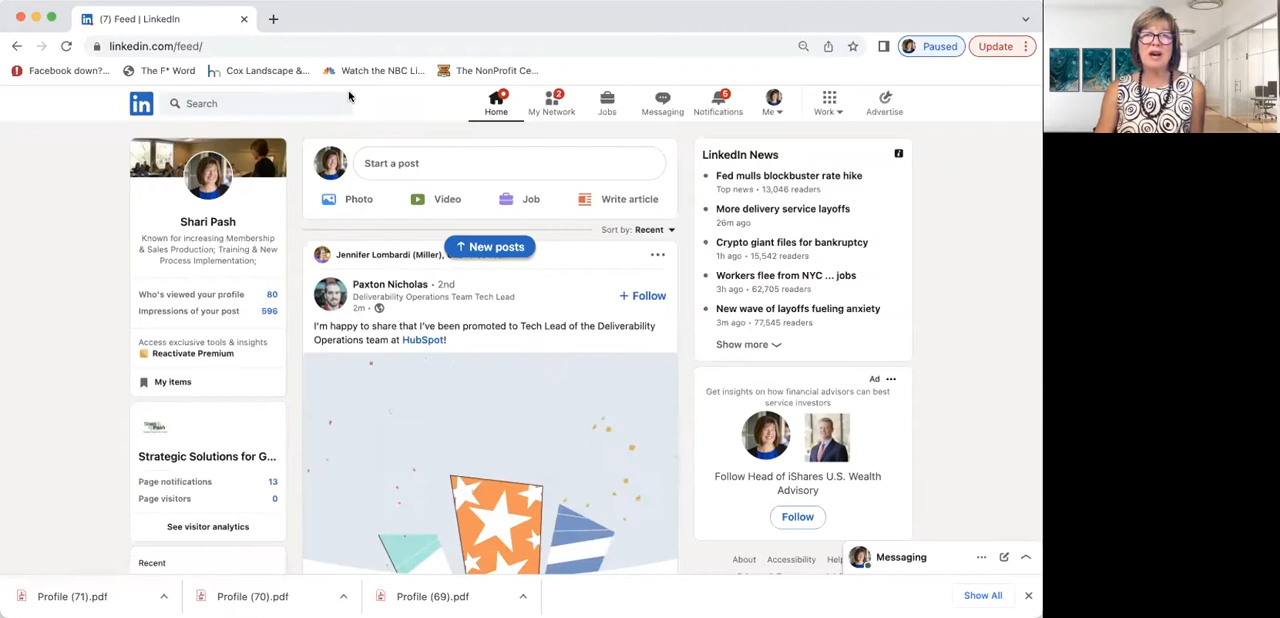 (7) Feed | LinkedIn
linkedin.com/feed/
Paused
Update
Facebook down?...
The F* Word
Cox Landscape &...
Watch the NBC Li...
The NonProfit Ce...
in
Search
Home
2
My Network
Jobs
Messaging
6
Notifications
Me
Work
Advertise
Shari Pash
Known for increasing Membership
& Sales Production; Training & New
Process Implementation;
Who's viewed your profile 80
Impressions of your post 596
Access exclusive tools & insights
Reactivate Premium
My items
Shari Pash
Strategic Solutions for G...
Page notifications 13
Page visitors 0
See visitor analytics
Recent
Start a post
Photo
Video
Job
Write article
Sort by: Recent
↑ New posts
Jennifer Lombardi (Miller),
Paxton Nicholas • 2nd
Deliverability Operations Team Tech Lead
2m •
+ Follow
I'm happy to share that I've been promoted to Tech Lead of the Deliverability
Operations team at HubSpot!
LinkedIn News
Fed mulls blockbuster rate hike
Top news • 13,046 readers
More delivery service layoffs
26m ago
Crypto giant files for bankruptcy
1h ago • 15,542 readers
Workers flee from NYC ... jobs
3h ago • 62,705 readers
New wave of layoffs fueling anxiety
3m ago • 77,545 readers
Show more
Ad
Get insights on how financial advisors can best
service investors
Follow Head of iShares U.S. Wealth
Advisory
Follow
About Accessibility Help
Messaging
Profile (71).pdf
Profile (70).pdf
Profile (69).pdf
Show All